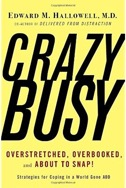 EDWARD M. HALLOWELL, M.D.
CO-AUTHOR OF DELIVERED FROM DISTRACTION
CRAZY
BUSY
OVERSTRETCHED, OVERBOOKED,
AND ABOUT TO SNAP!
Strategies for Coping in a World Gone ADD